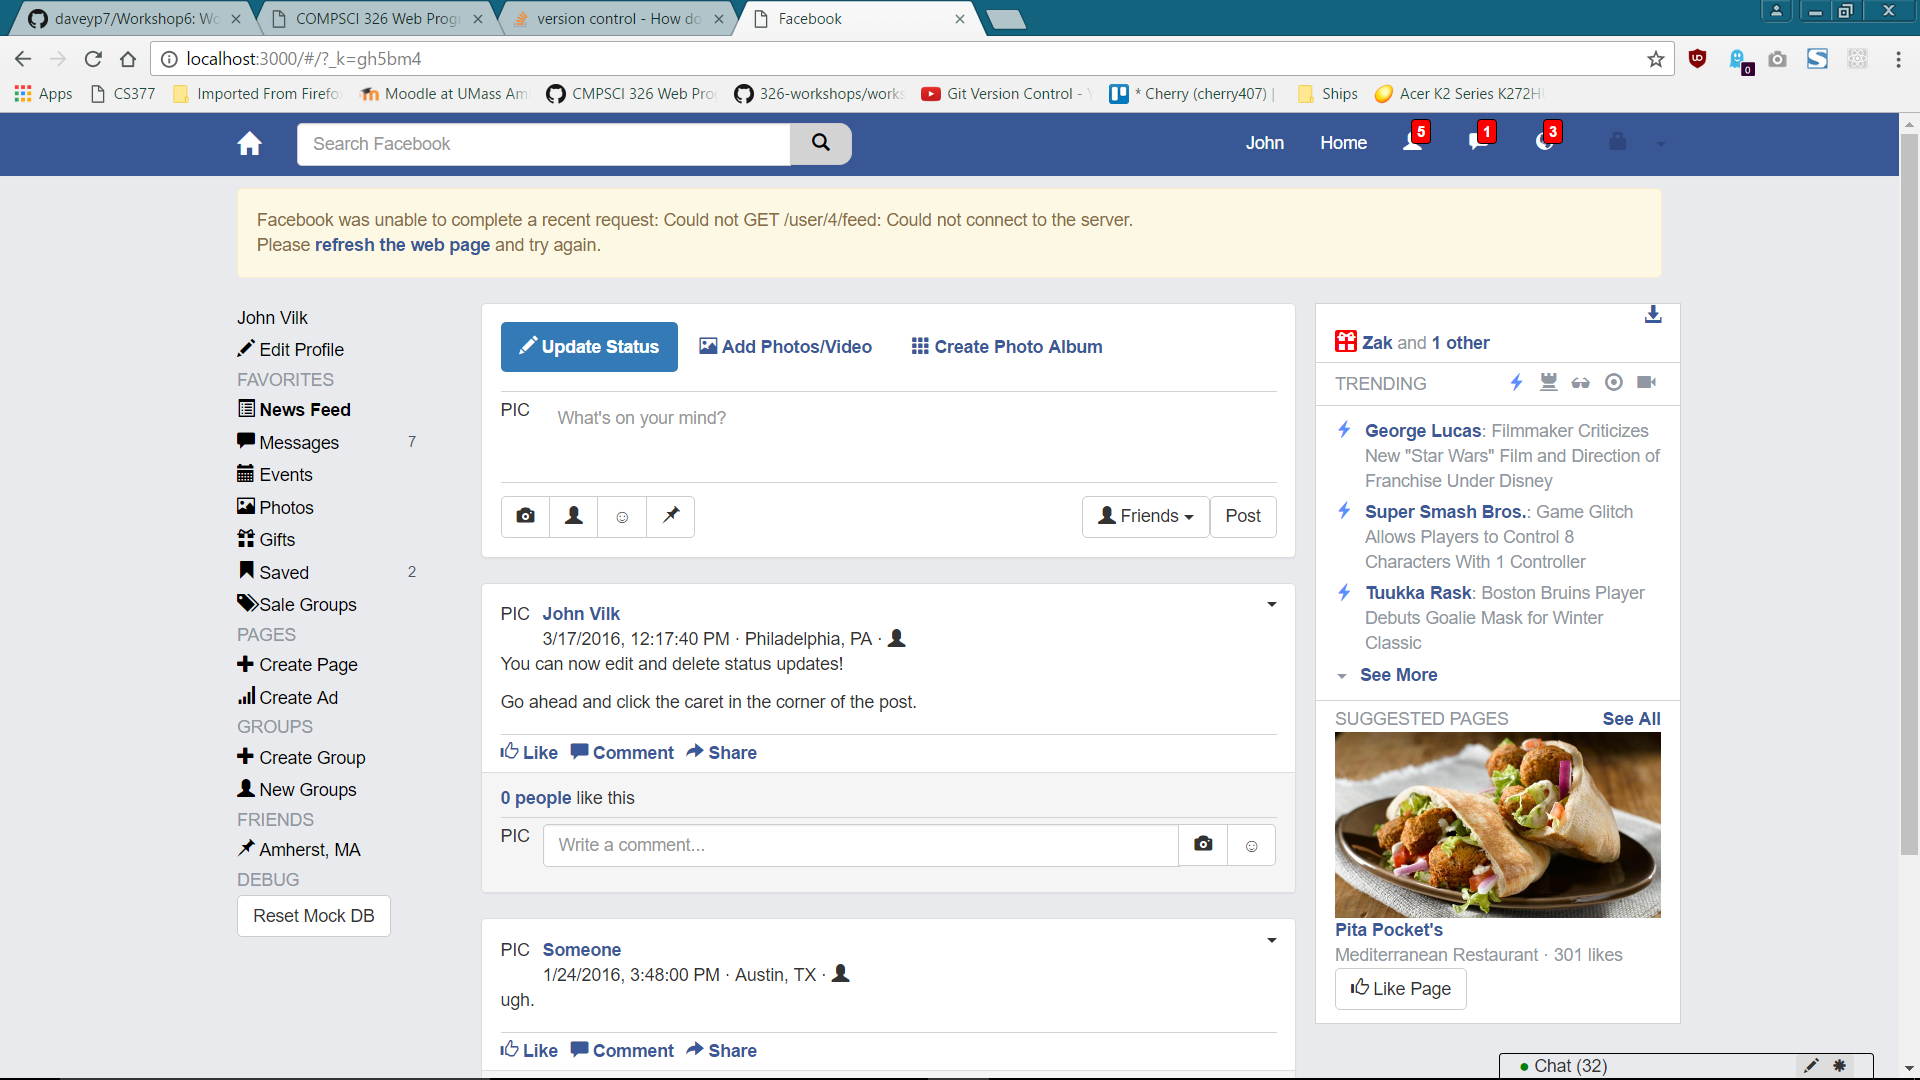 daveyp7/Workshop6: Wo
COMPSCI 326 Web Progr
version control - How do
Facebook
localhost:3000/#/?_k=gh5bm4
0
Apps
CS377
Imported From Firefo
Moodle at UMass Am
CMPSCI 326 Web Pro
326-workshops/works
Git Version Control -
* Cherry (cherry407) |
Ships
Acer K2 Series K272H
Search Facebook
John
Home
5
1
3
Facebook was unable to complete a recent request: Could not GET /user/4/feed: Could not connect to the server.
Please refresh the web page and try again.
John Vilk
Edit Profile
FAVORITES
News Feed
Messages 7
Events
Photos
Gifts
Saved 2
Sale Groups
PAGES
Create Page
Create Ad
GROUPS
Create Group
New Groups
FRIENDS
Amherst, MA
DEBUG
Reset Mock DB
Update Status
Add Photos/Video
Create Photo Album
PIC
What's on your mind?
Friends
Post
PIC John Vilk
3/17/2016, 12:17:40 PM · Philadelphia, PA ·
You can now edit and delete status updates!
Go ahead and click the caret in the corner of the post.
Like Comment Share
0 people like this
PIC
Write a comment...
PIC Someone
1/24/2016, 3:48:00 PM · Austin, TX ·
ugh.
Like Comment Share
Zak and 1 other
TRENDING
George Lucas: Filmmaker Criticizes
New "Star Wars" Film and Direction of
Franchise Under Disney
Super Smash Bros.: Game Glitch
Allows Players to Control 8
Characters With 1 Controller
Tuukka Rask: Boston Bruins Player
Debuts Goalie Mask for Winter
Classic
See More
SUGGESTED PAGES See All
Pita Pocket's
Mediterranean Restaurant · 301 likes
Like Page
Chat (32)